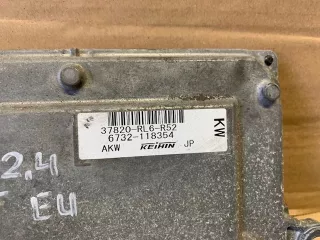 37820-RL6-R52
6732-118354
AKW KEIHIN JP
KW
2.4
EU